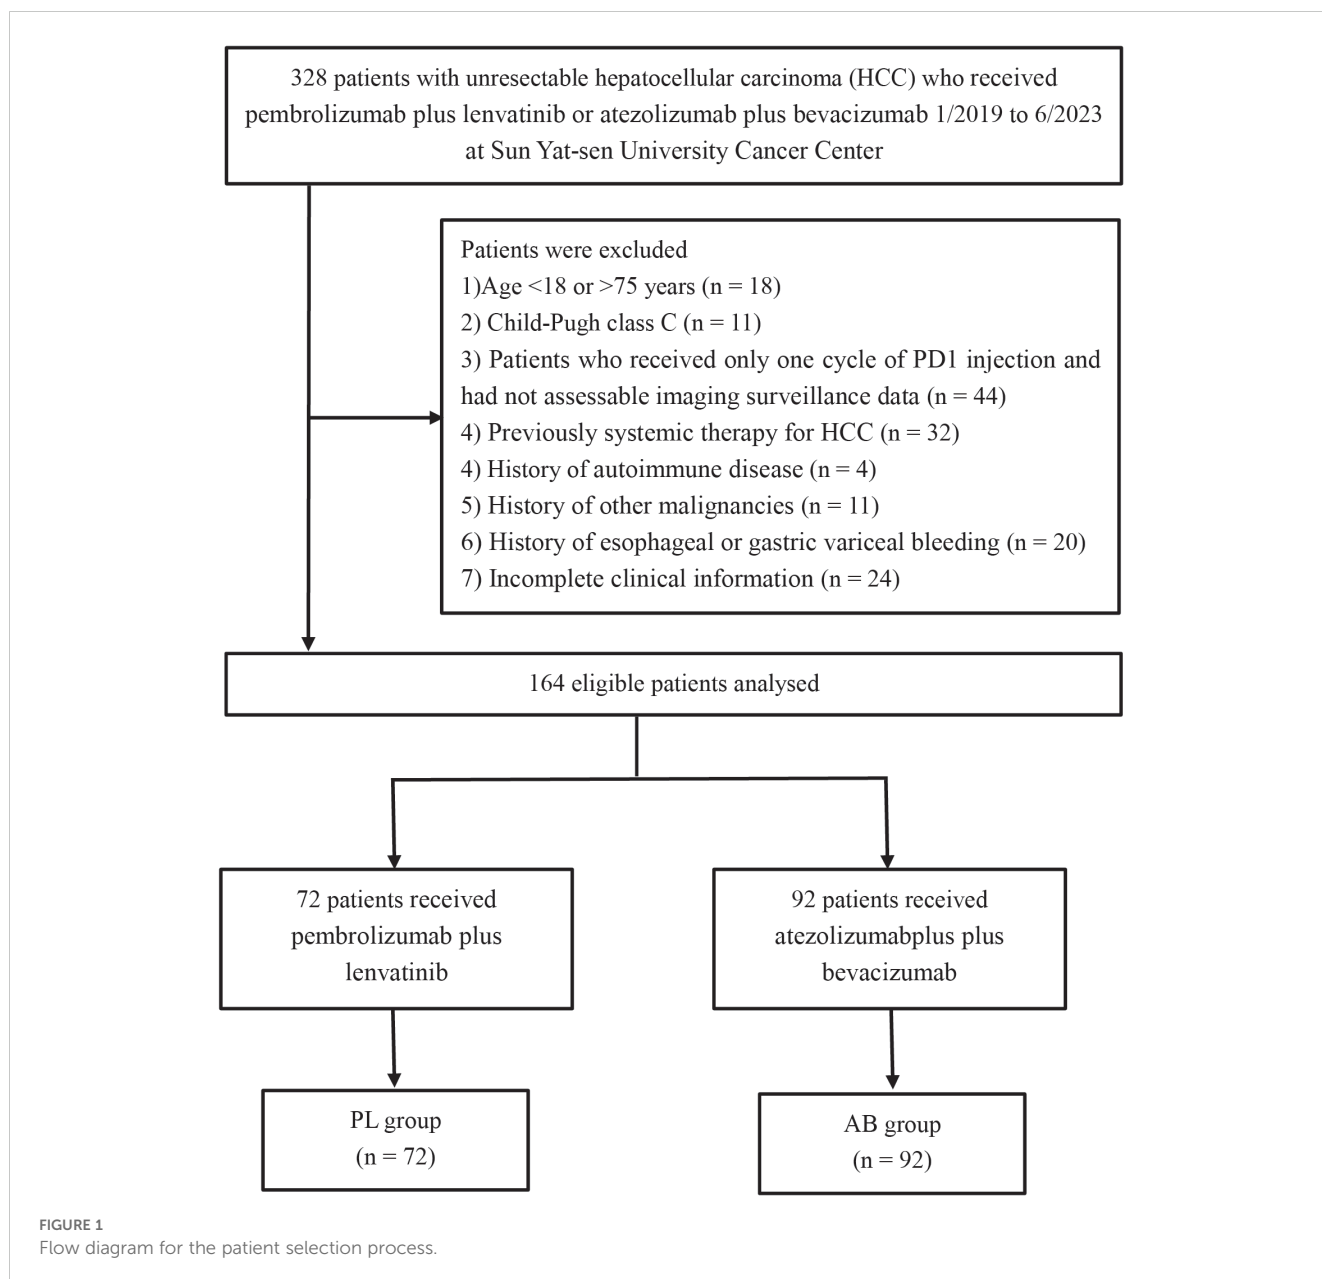 328 patients with unresectable hepatocellular carcinoma (HCC) who received
pembrolizumab plus lenvatinib or atezolizumab plus bevacizumab 1/2019 to 6/2023
at Sun Yat-sen University Cancer Center
Patients were excluded
1)Age <18 or >75 years (n = 18)
2) Child-Pugh class C (n = 11)
3) Patients who received only one cycle of PD1 injection and
had not assessable imaging surveillance data (n = 44)
4) Previously systemic therapy for HCC (n = 32)
4) History of autoimmune disease (n = 4)
5) History of other malignancies (n = 11)
6) History of esophageal or gastric variceal bleeding (n = 20)
7) Incomplete clinical information (n = 24)
164 eligible patients analysed
72 patients received
pembrolizumab plus
lenvatinib
92 patients received
atezolizumabplus plus
bevacizumab
PL group
(n = 72)
AB group
(n = 92)
FIGURE 1
Flow diagram for the patient selection process.